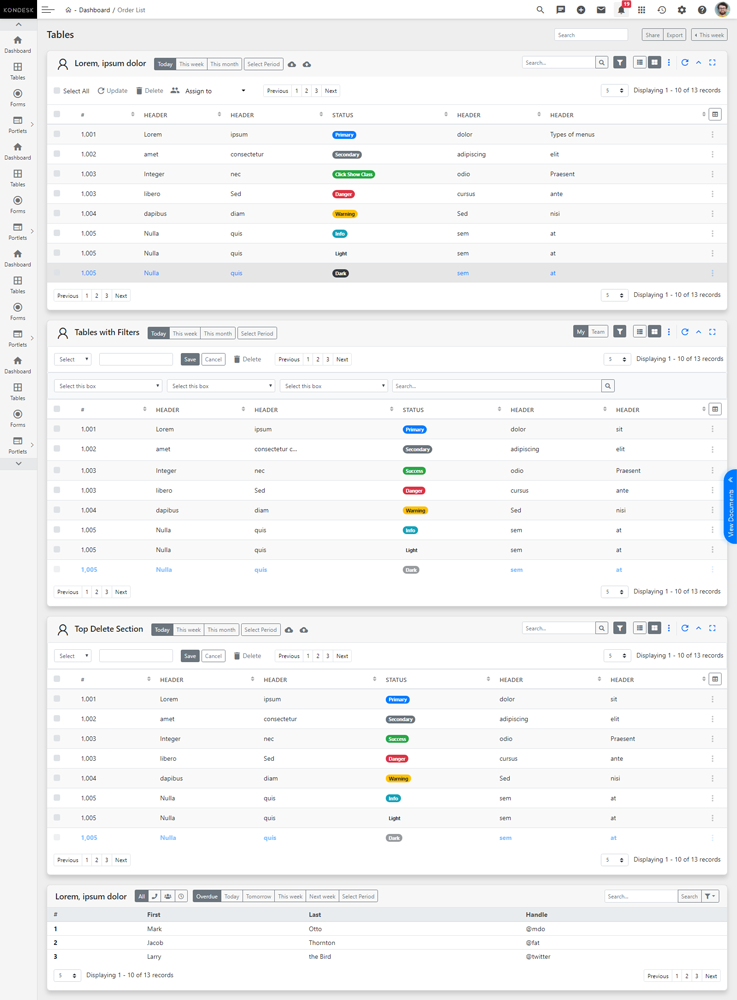 KONDESK
- Dashboard / Order List
19
Dashboard
Tables
Forms
Portlets
Dashboard
Tables
Forms
Portlets
Dashboard
Tables
Forms
Portlets
Dashboard
Tables
Forms
Portlets
Tables
Search
Share Export
This week
Lorem, ipsum dolor
Today This week This month Select Period
Search...
Select All Update Delete Assign to
Previous 1 2 3 Next
5 Displaying 1 - 10 of 13 records
# HEADER HEADER STATUS HEADER HEADER
1.001 Lorem ipsum Primary dolor Types of menus
1.002 amet consectetur Secondary adipiscing elit
1.003 Integer nec Click Show Class odio Praesent
1.003 libero Sed Danger cursus ante
1.004 dapibus diam Warning Sed nisi
1.005 Nulla quis Info sem at
1.005 Nulla quis Light sem at
1.005 Nulla quis Dark sem at
Previous 1 2 3 Next
5 Displaying 1 - 10 of 13 records
Tables with Filters
Today This week This month Select Period
My Team
Select Save Cancel Delete
Previous 1 2 3 Next
5 Displaying 1 - 10 of 13 records
Select this box Select this box Select this box Search...
# HEADER HEADER STATUS HEADER HEADER
1.001 Lorem ipsum Primary dolor sit
1.002 amet consectetur c... Secondary adipiscing elit
1.003 Integer nec Success odio Praesent
1.003 libero Sed Danger cursus ante
1.004 dapibus diam Warning Sed nisi
1.005 Nulla quis Info sem at
1.005 Nulla quis Light sem at
1.005 Nulla quis Dark sem at
Previous 1 2 3 Next
5 Displaying 1 - 10 of 13 records
View Documents
Top Delete Section
Today This week This month Select Period
Search...
Select Save Cancel Delete
Previous 1 2 3 Next
5 Displaying 1 - 10 of 13 records
# HEADER HEADER STATUS HEADER HEADER
1.001 Lorem ipsum Primary dolor sit
1.002 amet consectetur Secondary adipiscing elit
1.003 Integer nec Success odio Praesent
1.003 libero Sed Danger cursus ante
1.004 dapibus diam Warning Sed nisi
1.005 Nulla quis Info sem at
1.005 Nulla quis Light sem at
1.005 Nulla quis Dark sem at
Previous 1 2 3 Next
5 Displaying 1 - 10 of 13 records
Lorem, ipsum dolor
All
Overdue Today Tomorrow This week Next week Select Period
Search... Search
# First Last Handle
1 Mark Otto @mdo
2 Jacob Thornton @fat
3 Larry the Bird @twitter
5 Displaying 1 - 10 of 13 records
Previous 1 2 3 Next